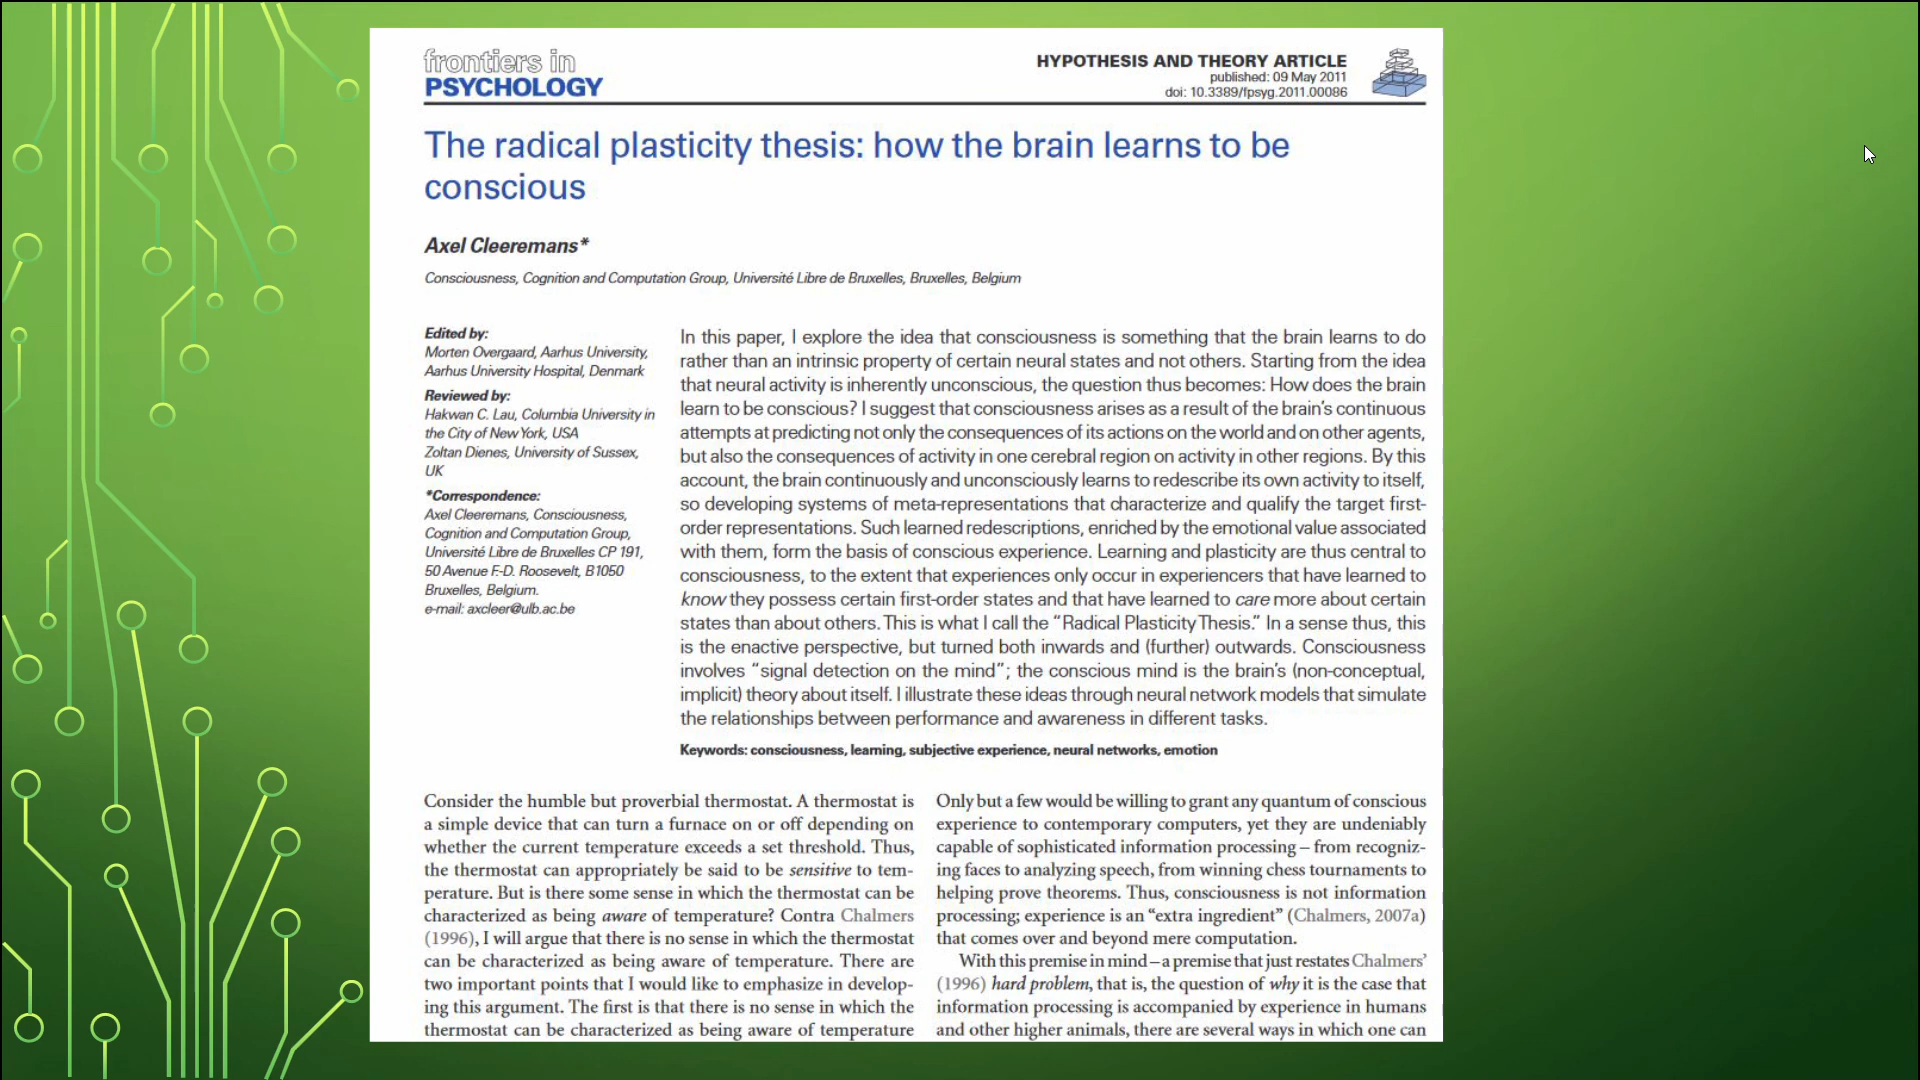 frontiers in
PSYCHOLOGY
HYPOTHESIS AND THEORY ARTICLE
published: 09 May 2011
doi: 10.3389/fpsyg.2011.00086
The radical plasticity thesis: how the brain learns to be
conscious
Axel Cleeremans*
Consciousness, Cognition and Computation Group, Université Libre de Bruxelles, Bruxelles, Belgium
Edited by:
Morten Overgaard, Aarhus University,
Aarhus University Hospital, Denmark
Reviewed by:
Hakwan C. Lau, Columbia University in
the City of New York, USA
Zoltan Dienes, University of Sussex,
UK
*Correspondence:
Axel Cleeremans, Consciousness,
Cognition and Computation Group,
Université Libre de Bruxelles CP 191,
50 Avenue F.-D. Roosevelt, B1050
Bruxelles, Belgium.
e-mail: axcleer@ulb.ac.be
In this paper, I explore the idea that consciousness is something that the brain learns to do
rather than an intrinsic property of certain neural states and not others. Starting from the idea
that neural activity is inherently unconscious, the question thus becomes: How does the brain
learn to be conscious? I suggest that consciousness arises as a result of the brain's continuous
attempts at predicting not only the consequences of its actions on the world and on other agents,
but also the consequences of activity in one cerebral region on activity in other regions. By this
account, the brain continuously and unconsciously learns to redescribe its own activity to itself,
so developing systems of meta-representations that characterize and qualify the target first-
order representations. Such learned redescriptions, enriched by the emotional value associated
with them, form the basis of conscious experience. Learning and plasticity are thus central to
consciousness, to the extent that experiences only occur in experiencers that have learned to
know they possess certain first-order states and that have learned to care more about certain
states than about others. This is what I call the “Radical Plasticity Thesis.” In a sense thus, this
is the enactive perspective, but turned both inwards and (further) outwards. Consciousness
involves “signal detection on the mind”; the conscious mind is the brain's (non-conceptual,
implicit) theory about itself. I illustrate these ideas through neural network models that simulate
the relationships between performance and awareness in different tasks.
Keywords: consciousness, learning, subjective experience, neural networks, emotion
Consider the humble but proverbial thermostat. A thermostat is
a simple device that can turn a furnace on or off depending on
whether the current temperature exceeds a set threshold. Thus,
the thermostat can appropriately be said to be sensitive to tem-
perature. But is there some sense in which the thermostat can be
characterized as being aware of temperature? Contra Chalmers
(1996), I will argue that there is no sense in which the thermostat
can be characterized as being aware of temperature. There are
two important points that I would like to emphasize in develop-
ing this argument. The first is that there is no sense in which the
thermostat can be characterized as being aware of temperature
Only but a few would be willing to grant any quantum of conscious
experience to contemporary computers, yet they are undeniably
capable of sophisticated information processing – from recogniz-
ing faces to analyzing speech, from winning chess tournaments to
helping prove theorems. Thus, consciousness is not information
processing; experience is an “extra ingredient” (Chalmers, 2007a)
that comes over and beyond mere computation.
With this premise in mind – a premise that just restates Chalmers'
(1996) hard problem, that is, the question of why it is the case that
information processing is accompanied by experience in humans
and other higher animals, there are several ways in which one can